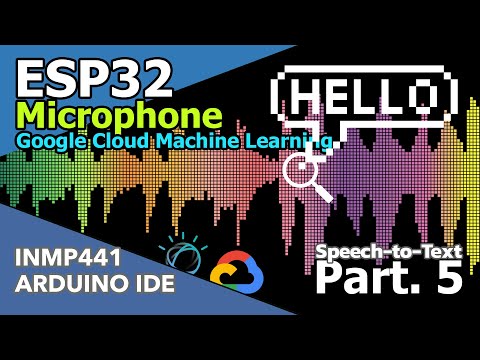 ESP32
Microphone
Google Cloud Machine Learning
HELLO
INMP441
ARDUINO IDE
Speech-to-Text
Part. 5